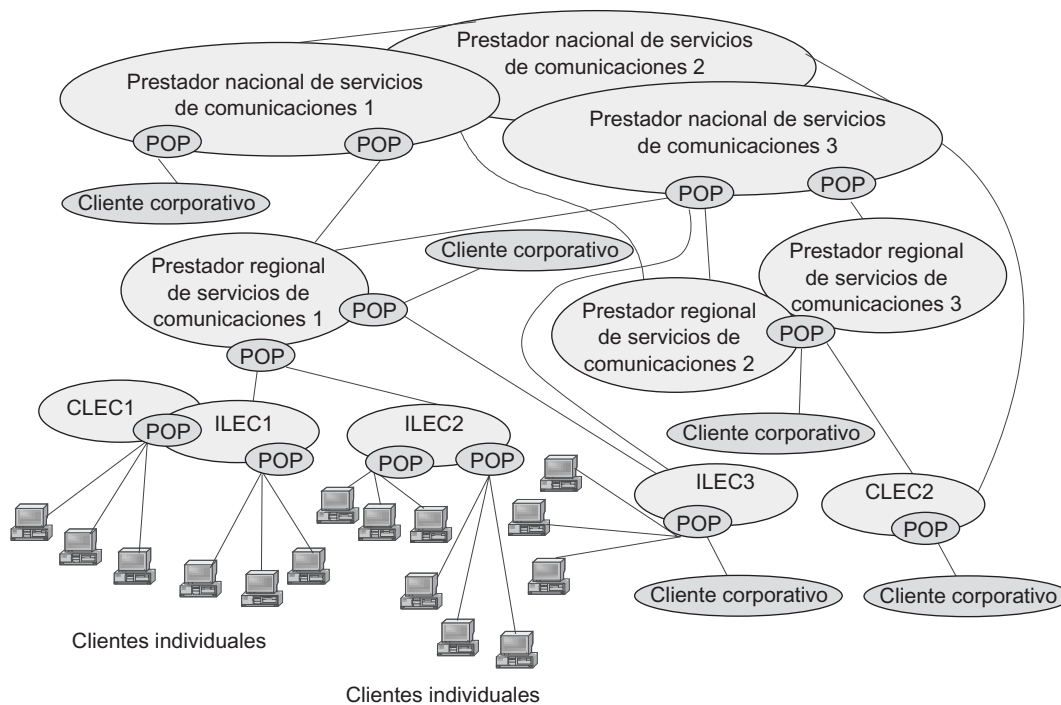 Prestador nacional de servicios
de comunicaciones 2
Prestador nacional de servicios
de comunicaciones 1
Prestador nacional de servicios
de comunicaciones 3
POP
POP
POP
POP
Cliente corporativo
Cliente corporativo
Prestador regional
de servicios de
comunicaciones 1
POP
POP
Prestador regional
de servicios de
comunicaciones 3
Prestador regional
de servicios de
comunicaciones 2
POP
CLEC1
POP
ILEC1
POP
ILEC2
POP
POP
Cliente corporativo
ILEC3
POP
CLEC2
POP
Cliente corporativo
Cliente corporativo
Clientes individuales
Clientes individuales